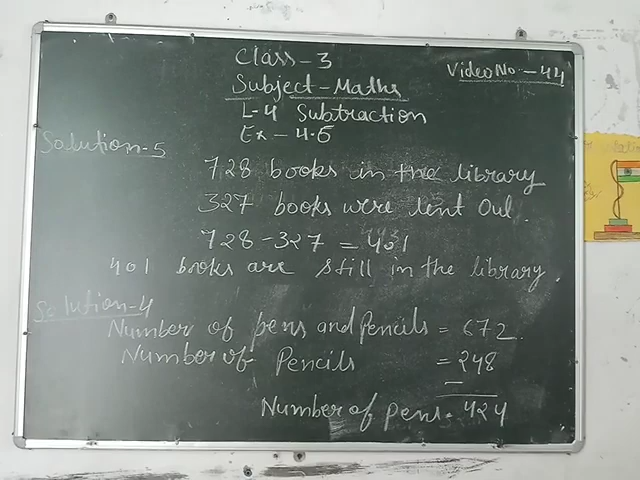 Class-3
Video No.-44
Subject-Maths
L-4 Subtraction
Ex-4.5
Solution-5
728 books in the library
327 books were lent out.
728-327=401
401 books are still in the library.
Solution-4
Number of pens and Pencils = 672.
Number of Pencils = 248
-
Number of pens = 424